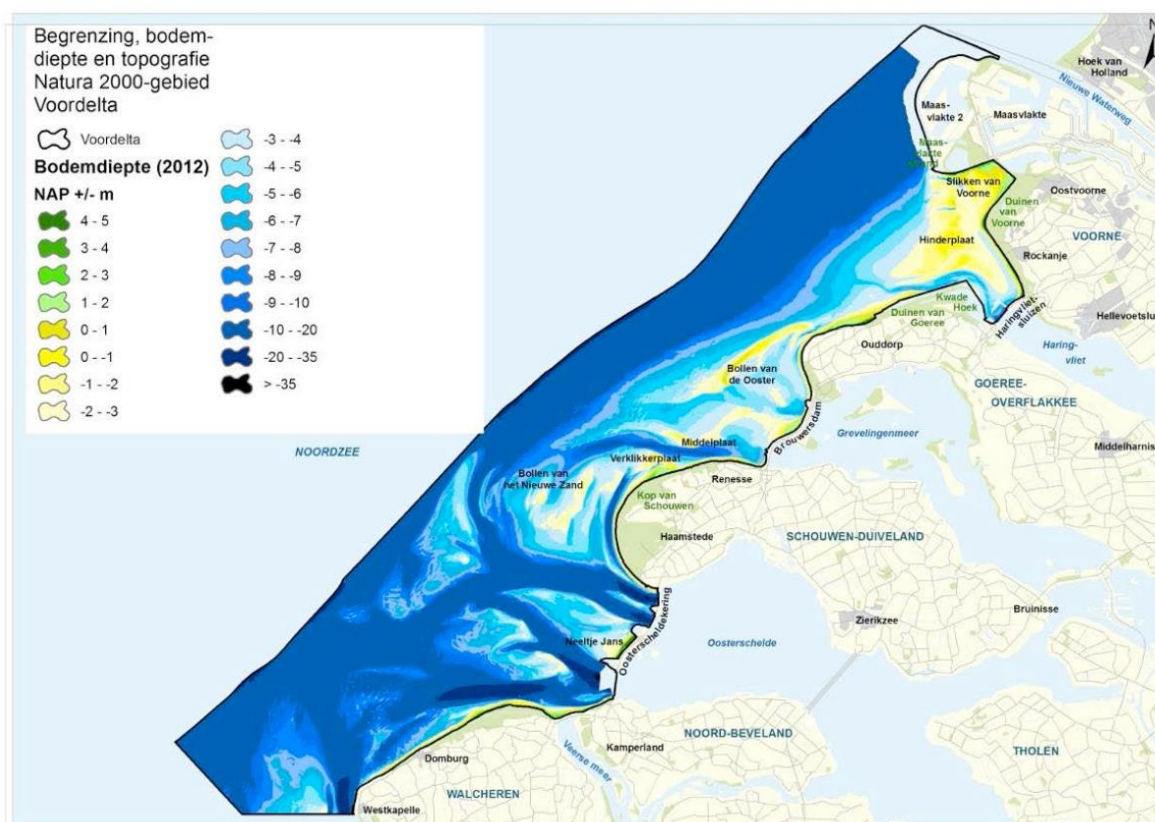 Begrenzing, bodem-
diepte en topografie
Natura 2000-gebied
Voordelta
Voordelta
Bodemdiepte (2012)
NAP +/- m
4 - 5
3 - 4
2 - 3
1 - 2
0 - 1
0 - -1
-1 - -2
-2 - -3
-3 - -4
-4 - -5
-5 - -6
-6 - -7
-7 - -8
-8 - -9
-9 - -10
-10 - -20
-20 - -35
> -35
N
Hoek van
Holland
Nieuwe Waterweg
Maas-
vlakte 2
Maasvlakte
Maas-
vlakte
Slikken van
Voorne
Oostvoorne
Duinen
van
Voorne
VOORNE
Hinderplaat
Rockanje
Kwade
Hoek
Haringvliet-
sluizen
Hellevoetslu
Duinen van
Goeree
Ouddorp
Haring-
vliet
Bollen van
de Ooster
GOEREE-
OVERFLAKKEE
Brouwersdam
Grevelingenmeer
Middelharnis
Middelplaat
NOORDZEE
Verklikkerplaat
Bollen van
het Nieuwe Zand
Renesse
Kop van
Schouwen
Haamstede
SCHOUWEN-DUIVELAND
Bruinisse
Zierikzee
Neeltje Jans
Oosterscheldekering
Oosterschelde
NOORD-BEVELAND
Kamperland
THOLEN
Domburg
Veerse meer
WALCHEREN
Westkapelle